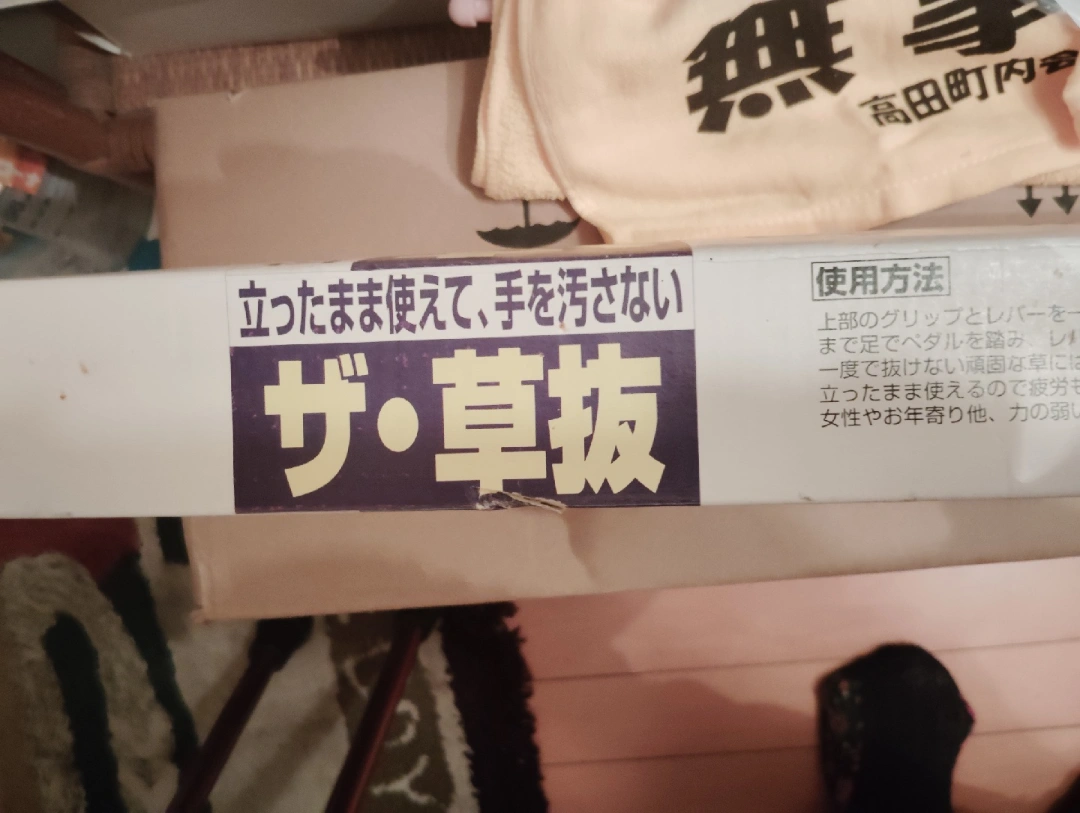 無事
高田町内会
立ったまま使えて、手を汚さない
ザ・草抜
使用方法
上部のグリップとレバーを一
まで足でペダルを踏み、レバ
一度で抜けない頑固な草には
立ったまま使えるので疲労も
女性やお年寄り他、力の弱い